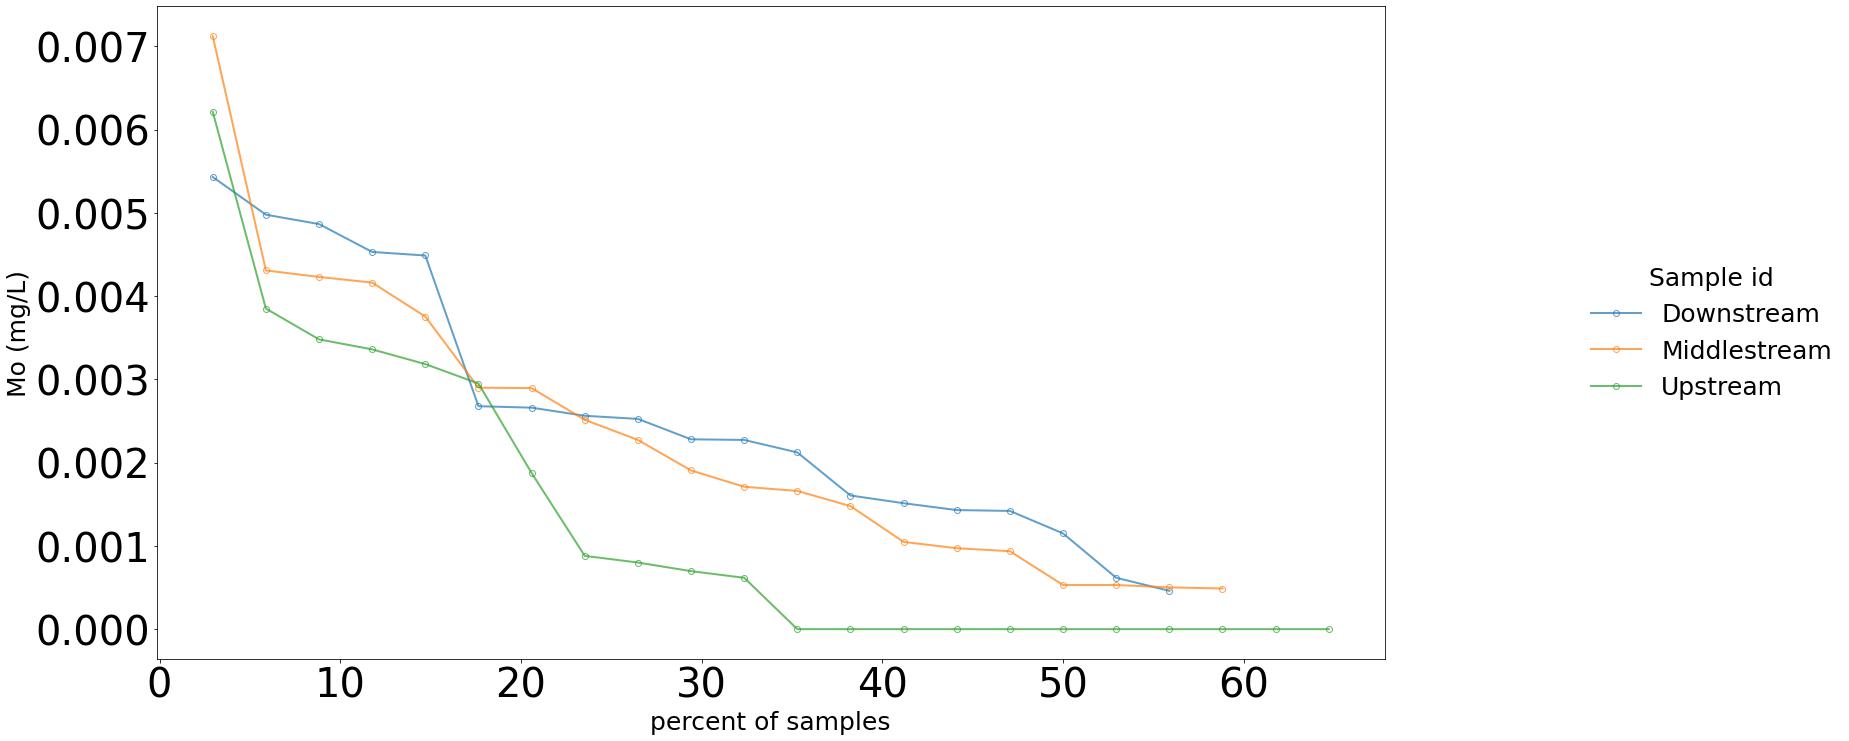 0.007
0.006
0.005
0.004
0.003
0.002
0.001
0.000
Mo (mg/L)
0 10 20 30 40 50 60
percent of samples
Sample id
Downstream
Middlestream
Upstream